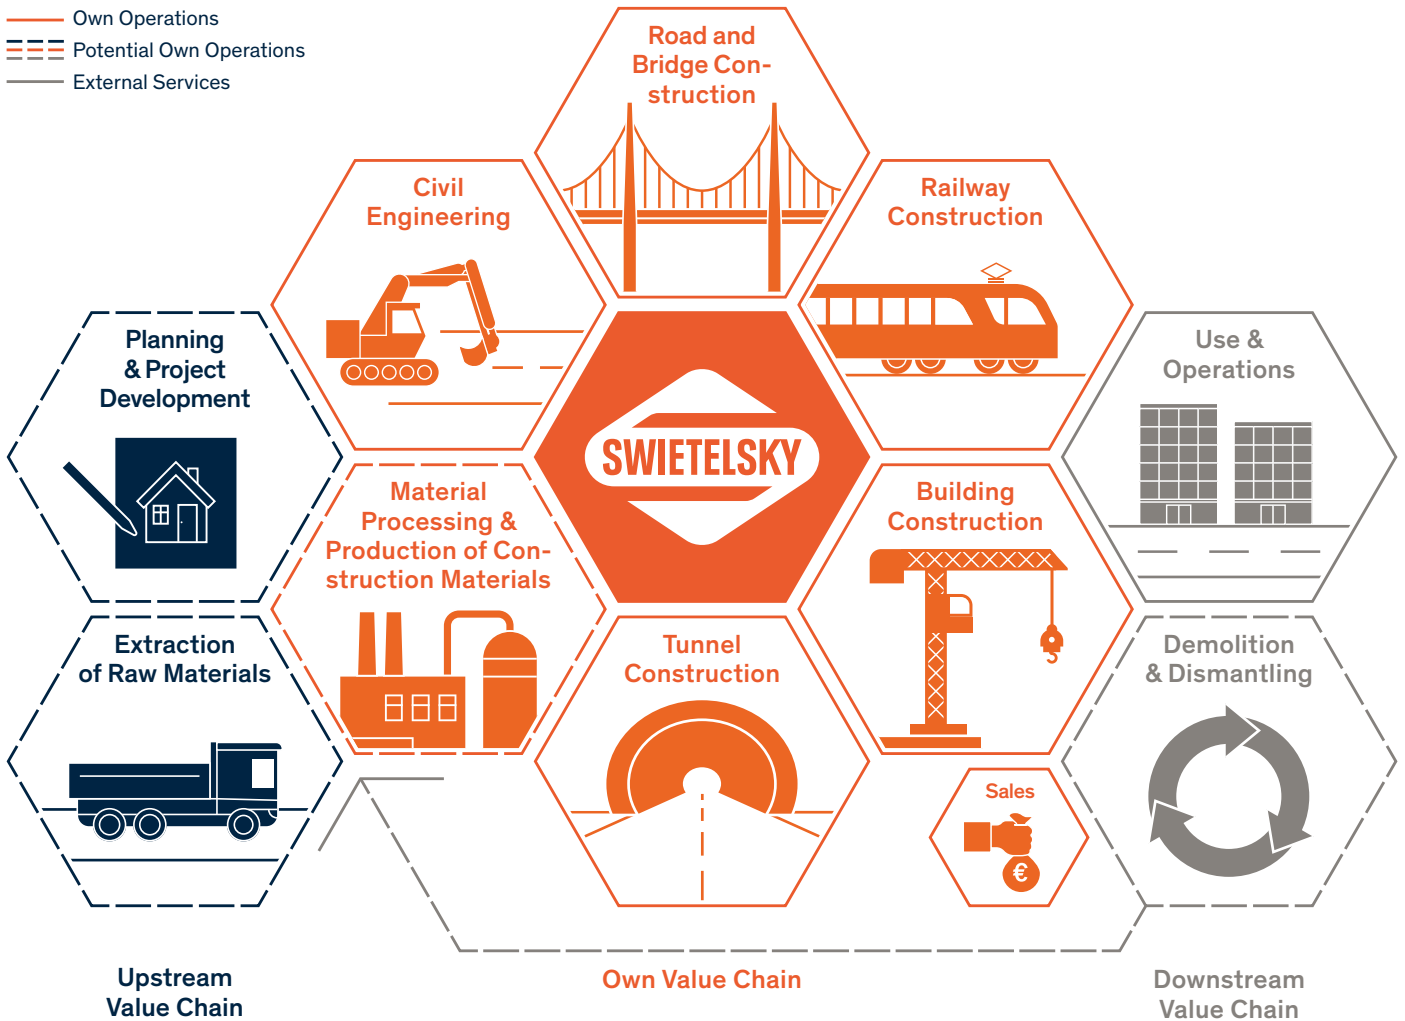 Own Operations
Potential Own Operations
External Services
Road and
Bridge Con-
struction
Civil
Engineering
Railway
Construction
Planning
& Project
Development
Use &
Operations
SWIETELSKY
Material
Processing &
Production of Con-
struction Materials
Building
Construction
Extraction
of Raw Materials
Tunnel
Construction
Demolition
& Dismantling
Sales
€
Upstream
Value Chain
Own Value Chain
Downstream
Value Chain